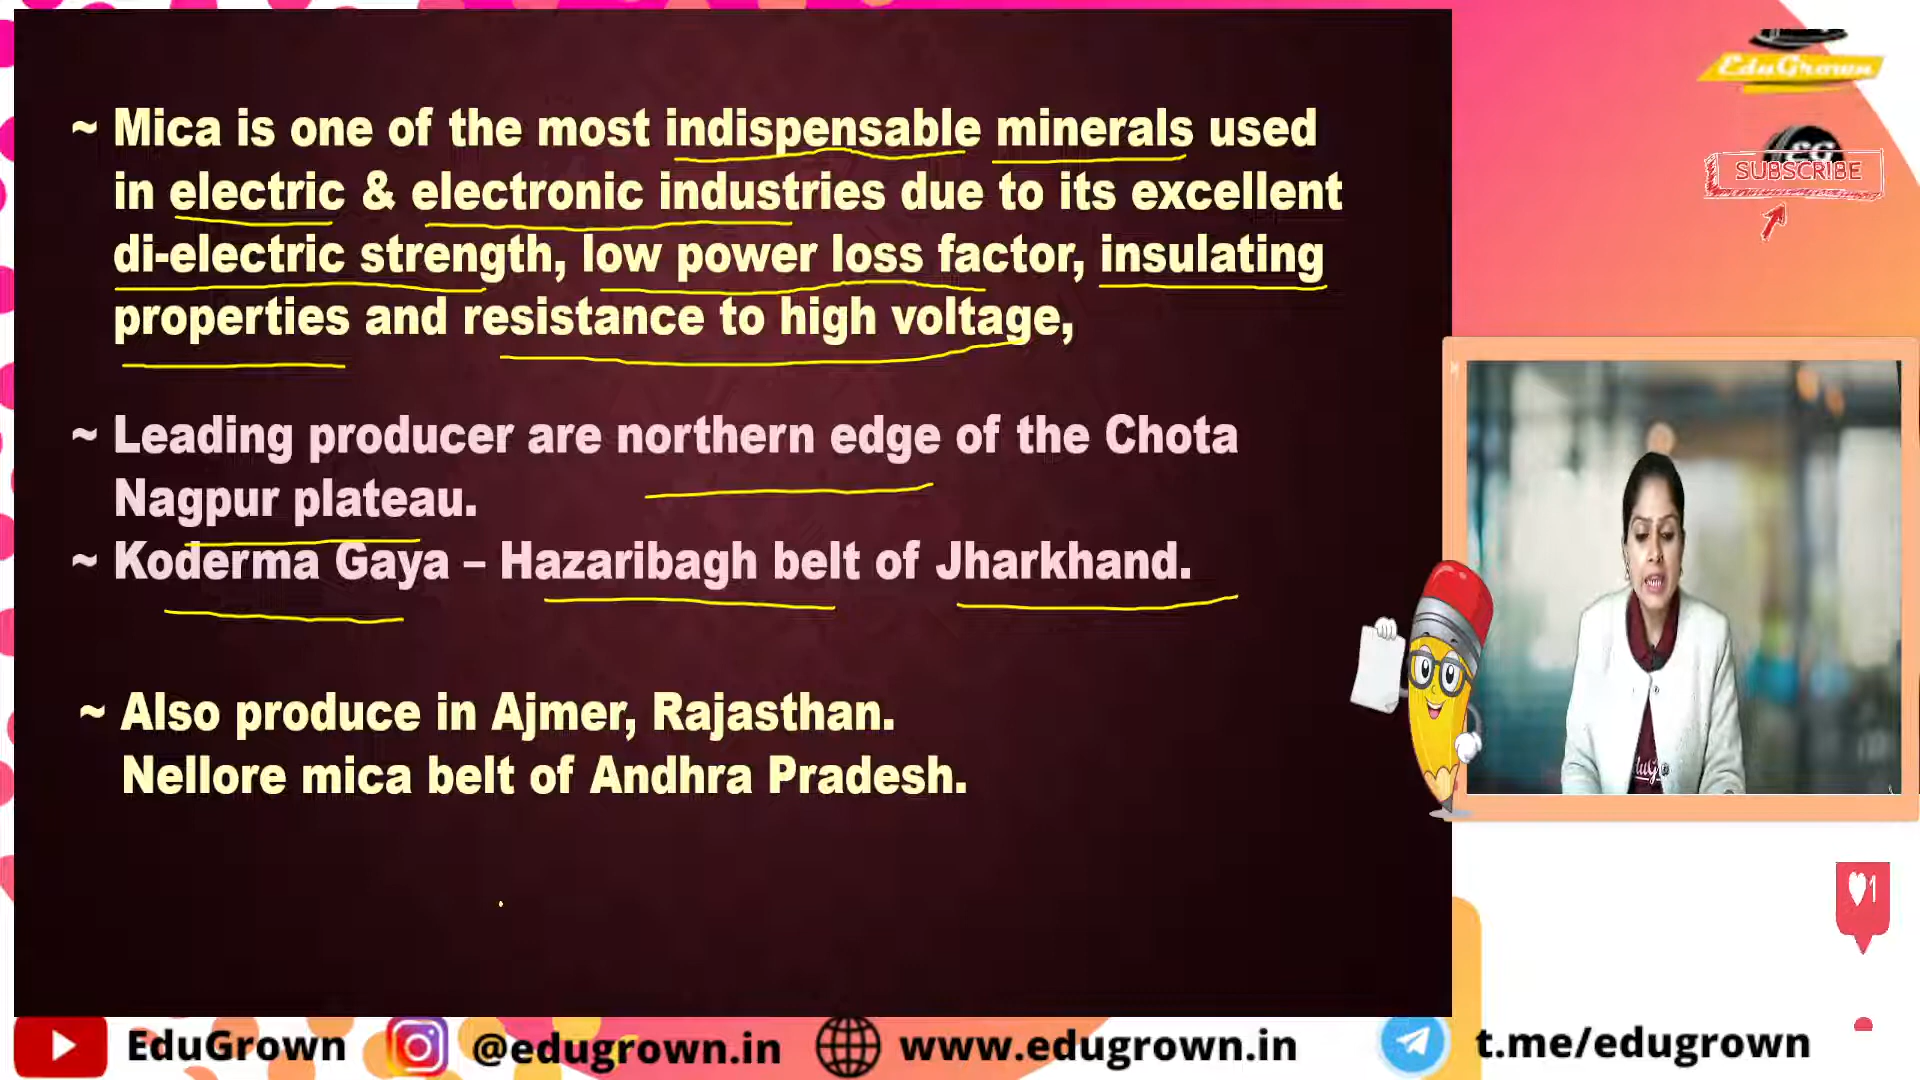 ~ Mica is one of the most indispensable minerals used
in electric & electronic industries due to its excellent
di-electric strength, low power loss factor, insulating
properties and resistance to high voltage,
~ Leading producer are northern edge of the Chota
Nagpur plateau.
~ Koderma Gaya – Hazaribagh belt of Jharkhand.
~ Also produce in Ajmer, Rajasthan.
Nellore mica belt of Andhra Pradesh.
EduGrown
EG
SUBSCRIBE
1
EduGrown
@edugrown.in
www.edugrown.in
t.me/edugrown